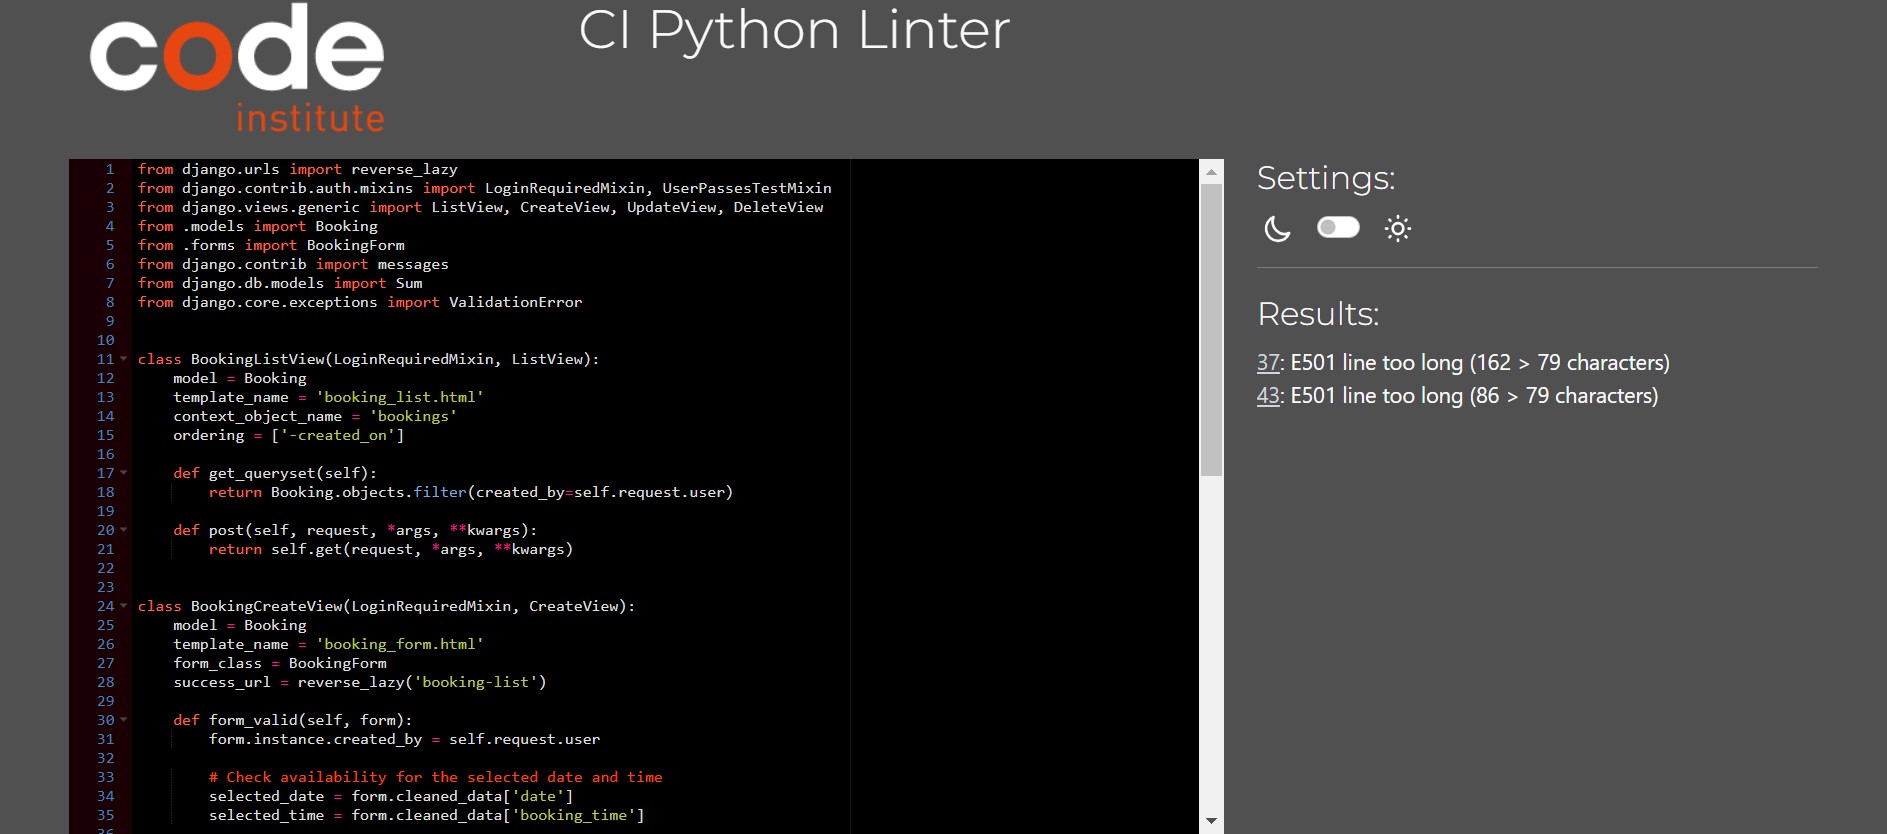 code
institute
CI Python Linter
1 from django.urls import reverse_lazy
2 from django.contrib.auth.mixins import LoginRequiredMixin, UserPassesTestMixin
3 from django.views.generic import ListView, CreateView, UpdateView, DeleteView
4 from .models import Booking
5 from .forms import BookingForm
6 from django.contrib import messages
7 from django.db.models import Sum
8 from django.core.exceptions import ValidationError
9
10
11 class BookingListView(LoginRequiredMixin, ListView):
12     model = Booking
13     template_name = 'booking_list.html'
14     context_object_name = 'bookings'
15     ordering = ['-created_on']
16
17     def get_queryset(self):
18         return Booking.objects.filter(created_by=self.request.user)
19
20     def post(self, request, *args, **kwargs):
21         return self.get(request, *args, **kwargs)
22
23
24 class BookingCreateView(LoginRequiredMixin, CreateView):
25     model = Booking
26     template_name = 'booking_form.html'
27     form_class = BookingForm
28     success_url = reverse_lazy('booking-list')
29
30     def form_valid(self, form):
31         form.instance.created_by = self.request.user
32
33         # Check availability for the selected date and time
34         selected_date = form.cleaned_data['date']
35         selected_time = form.cleaned_data['booking_time']
36
Settings:
Results:
37: E501 line too long (162 > 79 characters)
43: E501 line too long (86 > 79 characters)